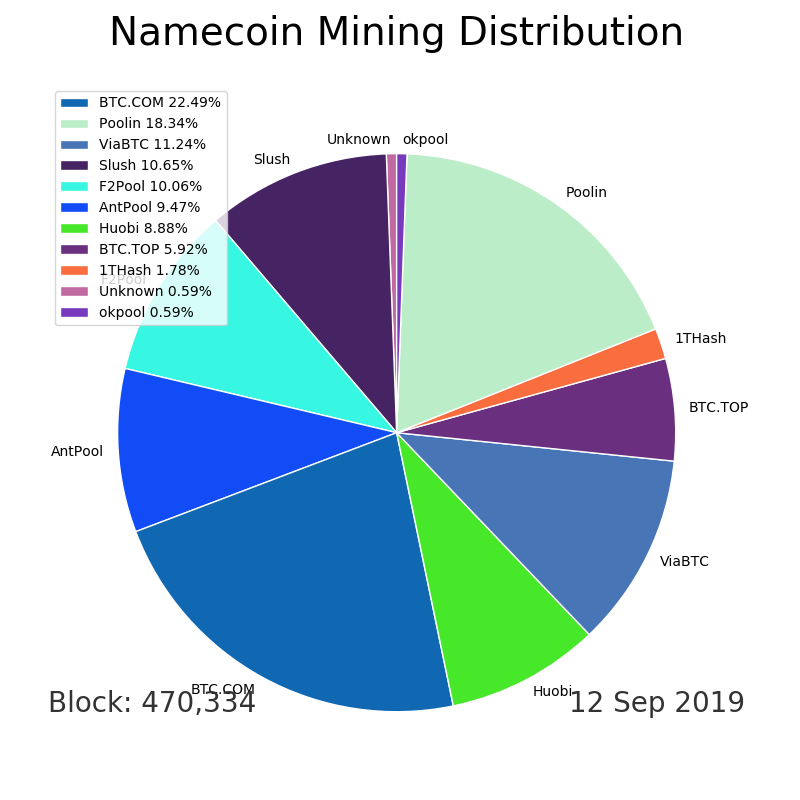 Namecoin Mining Distribution
BTC.COM 22.49%
Poolin 18.34%
ViaBTC 11.24%
Slush 10.65%
F2Pool 10.06%
AntPool 9.47%
Huobi 8.88%
BTC.TOP 5.92%
1THash 1.78%
Unknown 0.59%
okpool 0.59%
Unknown
okpool
Slush
Poolin
F2Pool
1THash
BTC.TOP
AntPool
ViaBTC
BTC.COM
Huobi
Block: 470,334
12 Sep 2019